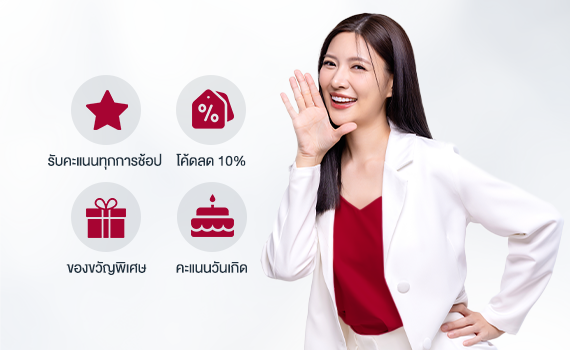 รับคะแนนทุกการช้อป
โค้ดลด 10%
ของขวัญพิเศษ
คะแนนวันเกิด